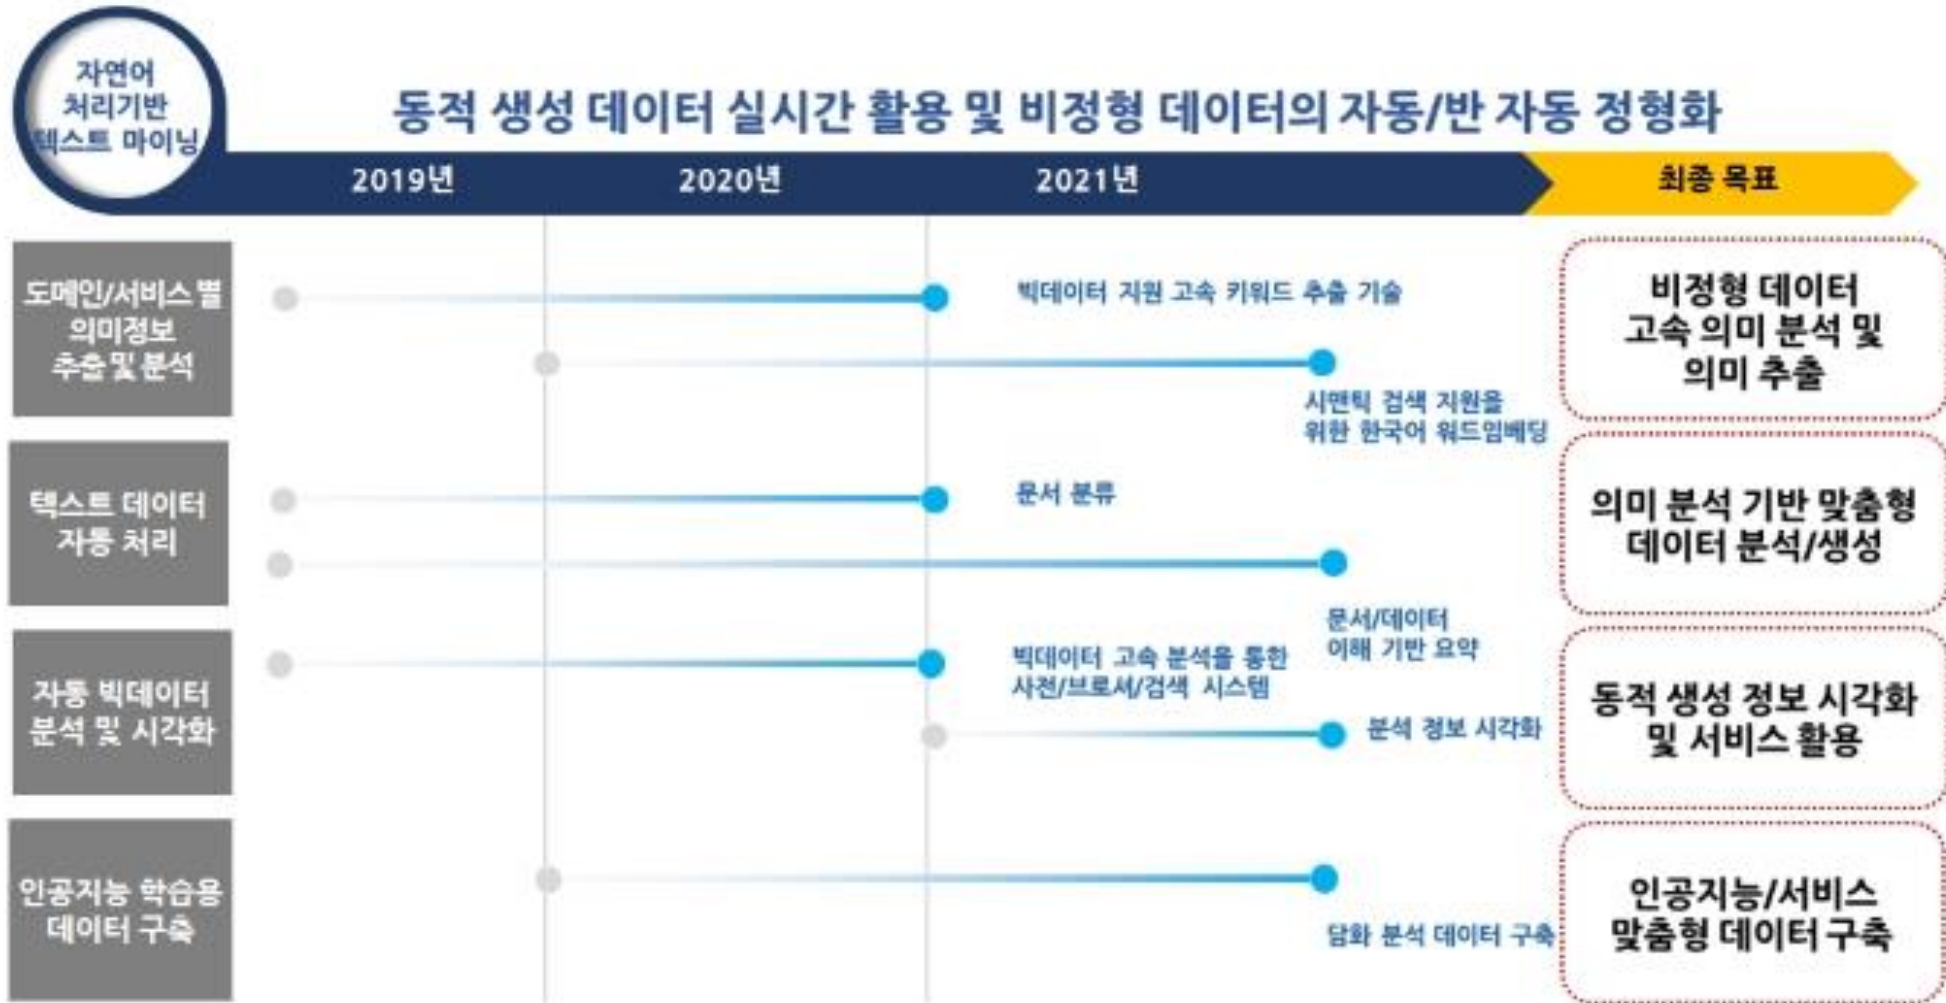 자연어
처리기반
텍스트 마이닝
동적 생성 데이터 실시간 활용 및 비정형 데이터의 자동/반 자동 정형화
2019년
2020년
2021년
최종 목표
도메인/서비스 별
의미정보
추출 및 분석
빅데이터 지원 고속 키워드 추출 기술
시맨틱 검색 지원을
위한 한국어 워드임베딩
비정형 데이터
고속 의미 분석 및
의미 추출
텍스트 데이터
자동 처리
문서 분류
문서/데이터
이해 기반 요약
의미 분석 기반 맞춤형
데이터 분석/생성
자동 빅데이터
분석 및 시각화
빅데이터 고속 분석을 통한
사전/브로셔/검색 시스템
분석 정보 시각화
동적 생성 정보 시각화
및 서비스 활용
인공지능 학습용
데이터 구축
담화 분석 데이터 구축
인공지능/서비스
맞춤형 데이터 구축